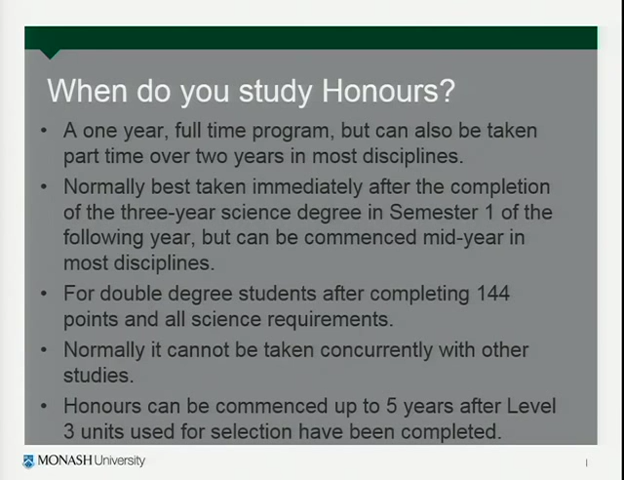 When do you study Honours?
• A one year, full time program, but can also be taken
part time over two years in most disciplines.
• Normally best taken immediately after the completion
of the three-year science degree in Semester 1 of the
following year, but can be commenced mid-year in
most disciplines.
• For double degree students after completing 144
points and all science requirements.
• Normally it cannot be taken concurrently with other
studies.
• Honours can be commenced up to 5 years after Level
3 units used for selection have been completed.
MONASH University